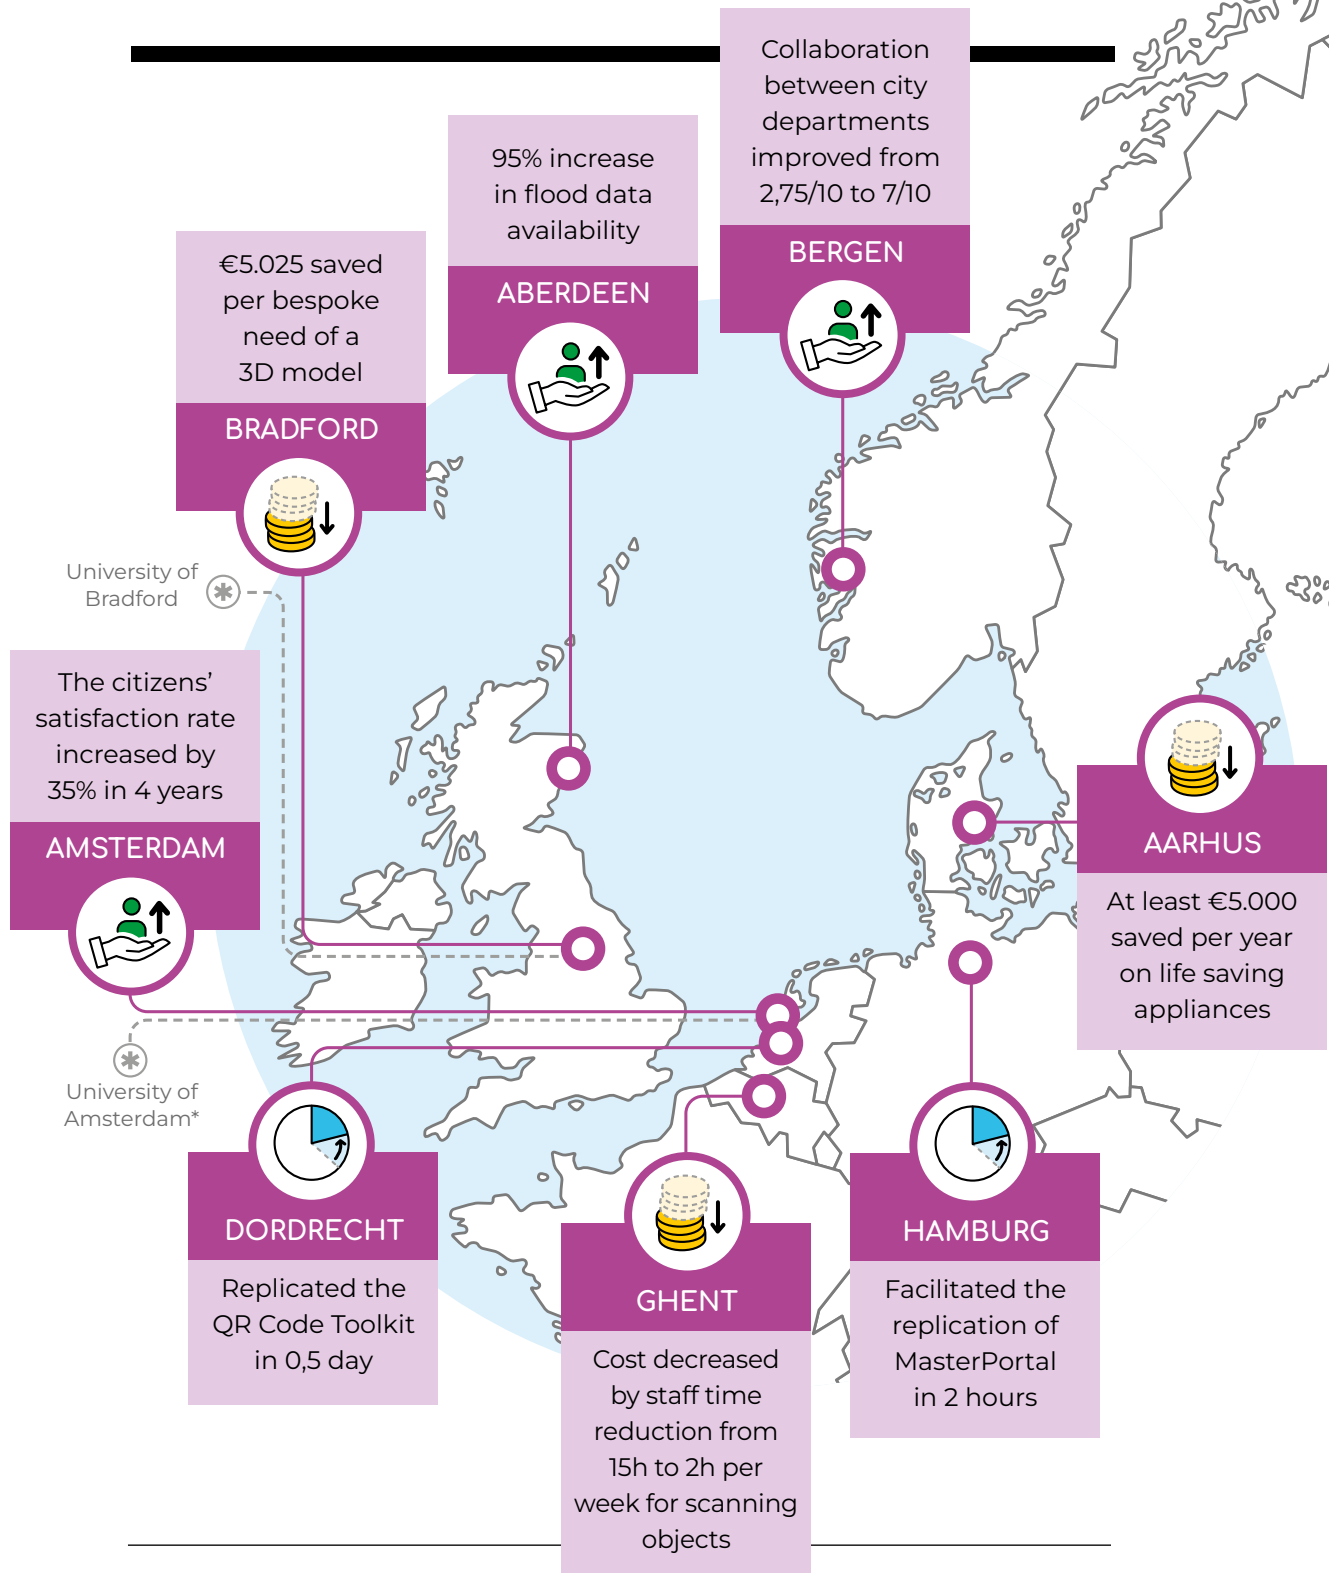 Collaboration
between city
departments
improved from
2,75/10 to 7/10
BERGEN
95% increase
in flood data
availability
ABERDEEN
€5.025 saved
per bespoke
need of a
3D model
BRADFORD
University of
Bradford
The citizens’
satisfaction rate
increased by
35% in 4 years
AMSTERDAM
University of
Amsterdam*
AARHUS
At least €5.000
saved per year
on life saving
appliances
DORDRECHT
Replicated the
QR Code Toolkit
in 0,5 day
GHENT
Cost decreased
by staff time
reduction from
15h to 2h per
week for scanning
objects
HAMBURG
Facilitated the
replication of
MasterPortal
in 2 hours